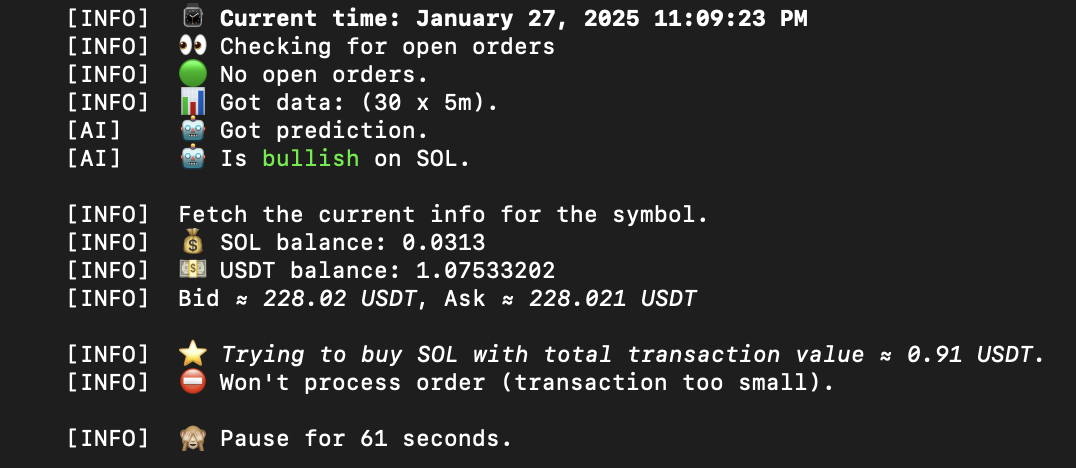 [INFO] ⌚ Current time: January 27, 2025 11:09:23 PM
[INFO] 👀 Checking for open orders
[INFO] 🟢 No open orders.
[INFO] 📊 Got data: (30 x 5m).
[AI] 🤖 Got prediction.
[AI] 🤖 Is bullish on SOL.
[INFO] Fetch the current info for the symbol.
[INFO] 💰 SOL balance: 0.0313
[INFO] 💵 USDT balance: 1.07533202
[INFO] Bid ≈ 228.02 USDT, Ask ≈ 228.021 USDT
[INFO] ⭐ Trying to buy SOL with total transaction value ≈ 0.91 USDT.
[INFO] ⛔ Won't process order (transaction too small).
[INFO] 🙈 Pause for 61 seconds.